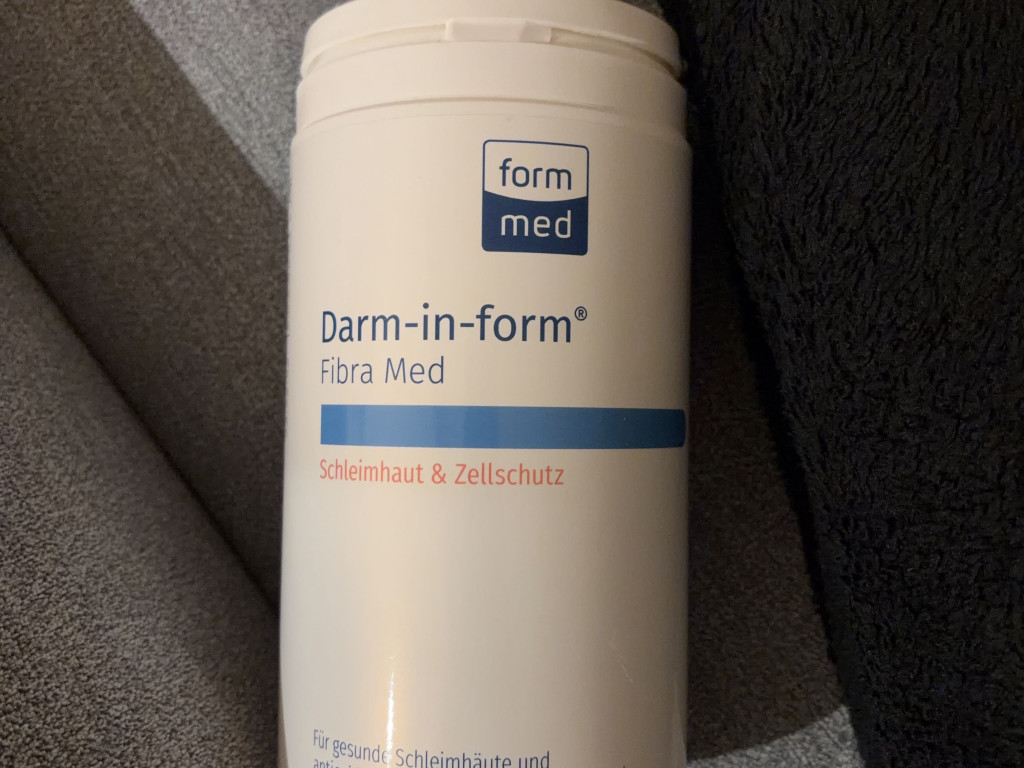 form
med
Darm-in-form®
Fibra Med
Schleimhaut & Zellschutz
Für gesunde Schleimhäute und